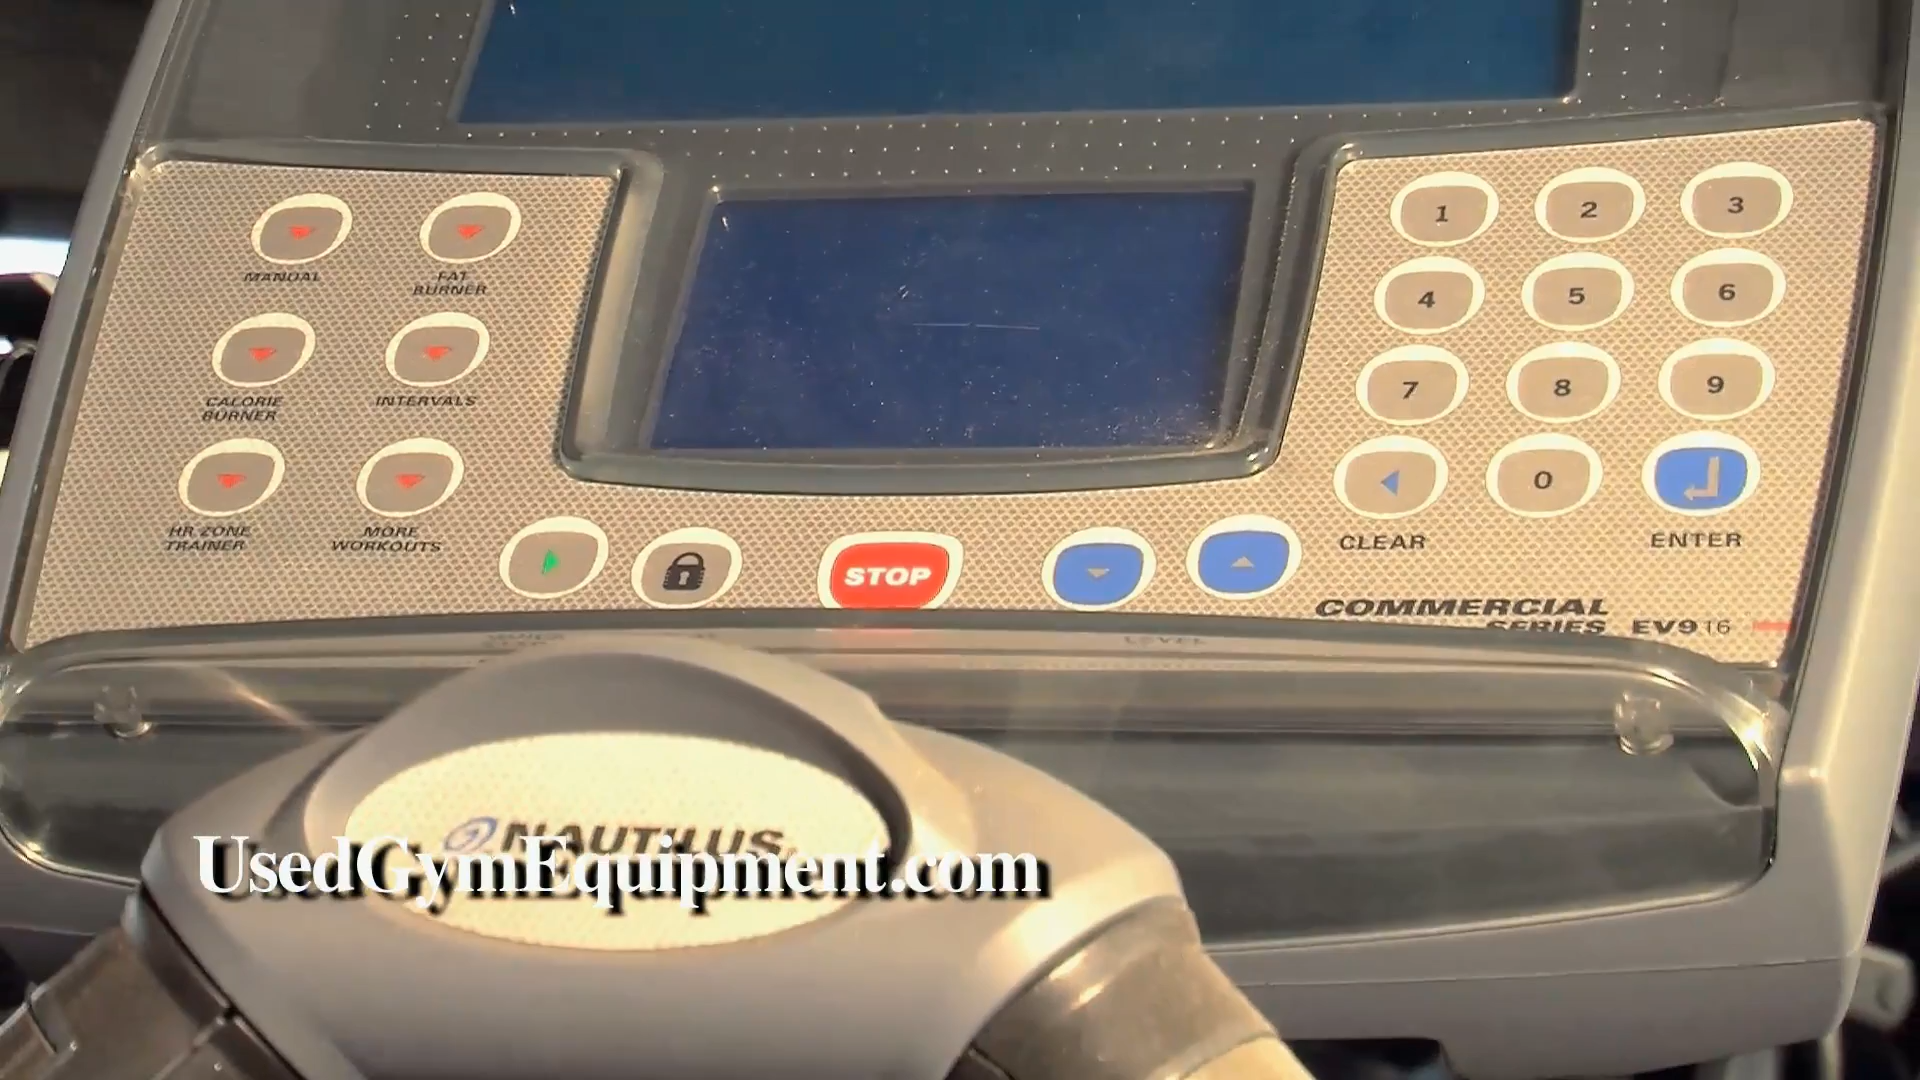 MANUAL
FAT
BURNER
CALORIE
BURNER
INTERVALS
HR ZONE
TRAINER
MORE
WORKOUTS
STOP
1 2 3
4 5 6
7 8 9
0
CLEAR
ENTER
COMMERCIAL
SERIES EV916
LEVEL
NAUTILUS
UsedGymEquipment.com